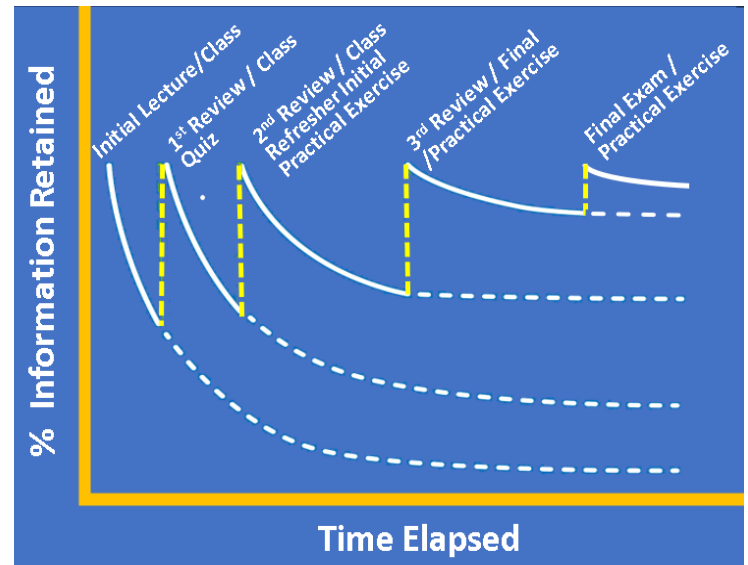 % Information Retained
Initial Lecture/Class
1st Review / Class
Quiz
2nd Review / Class
Refresher Initial
Practical Exercise
3rd Review / Final
/Practical Exercise
Final Exam /
Practical Exercise
Time Elapsed